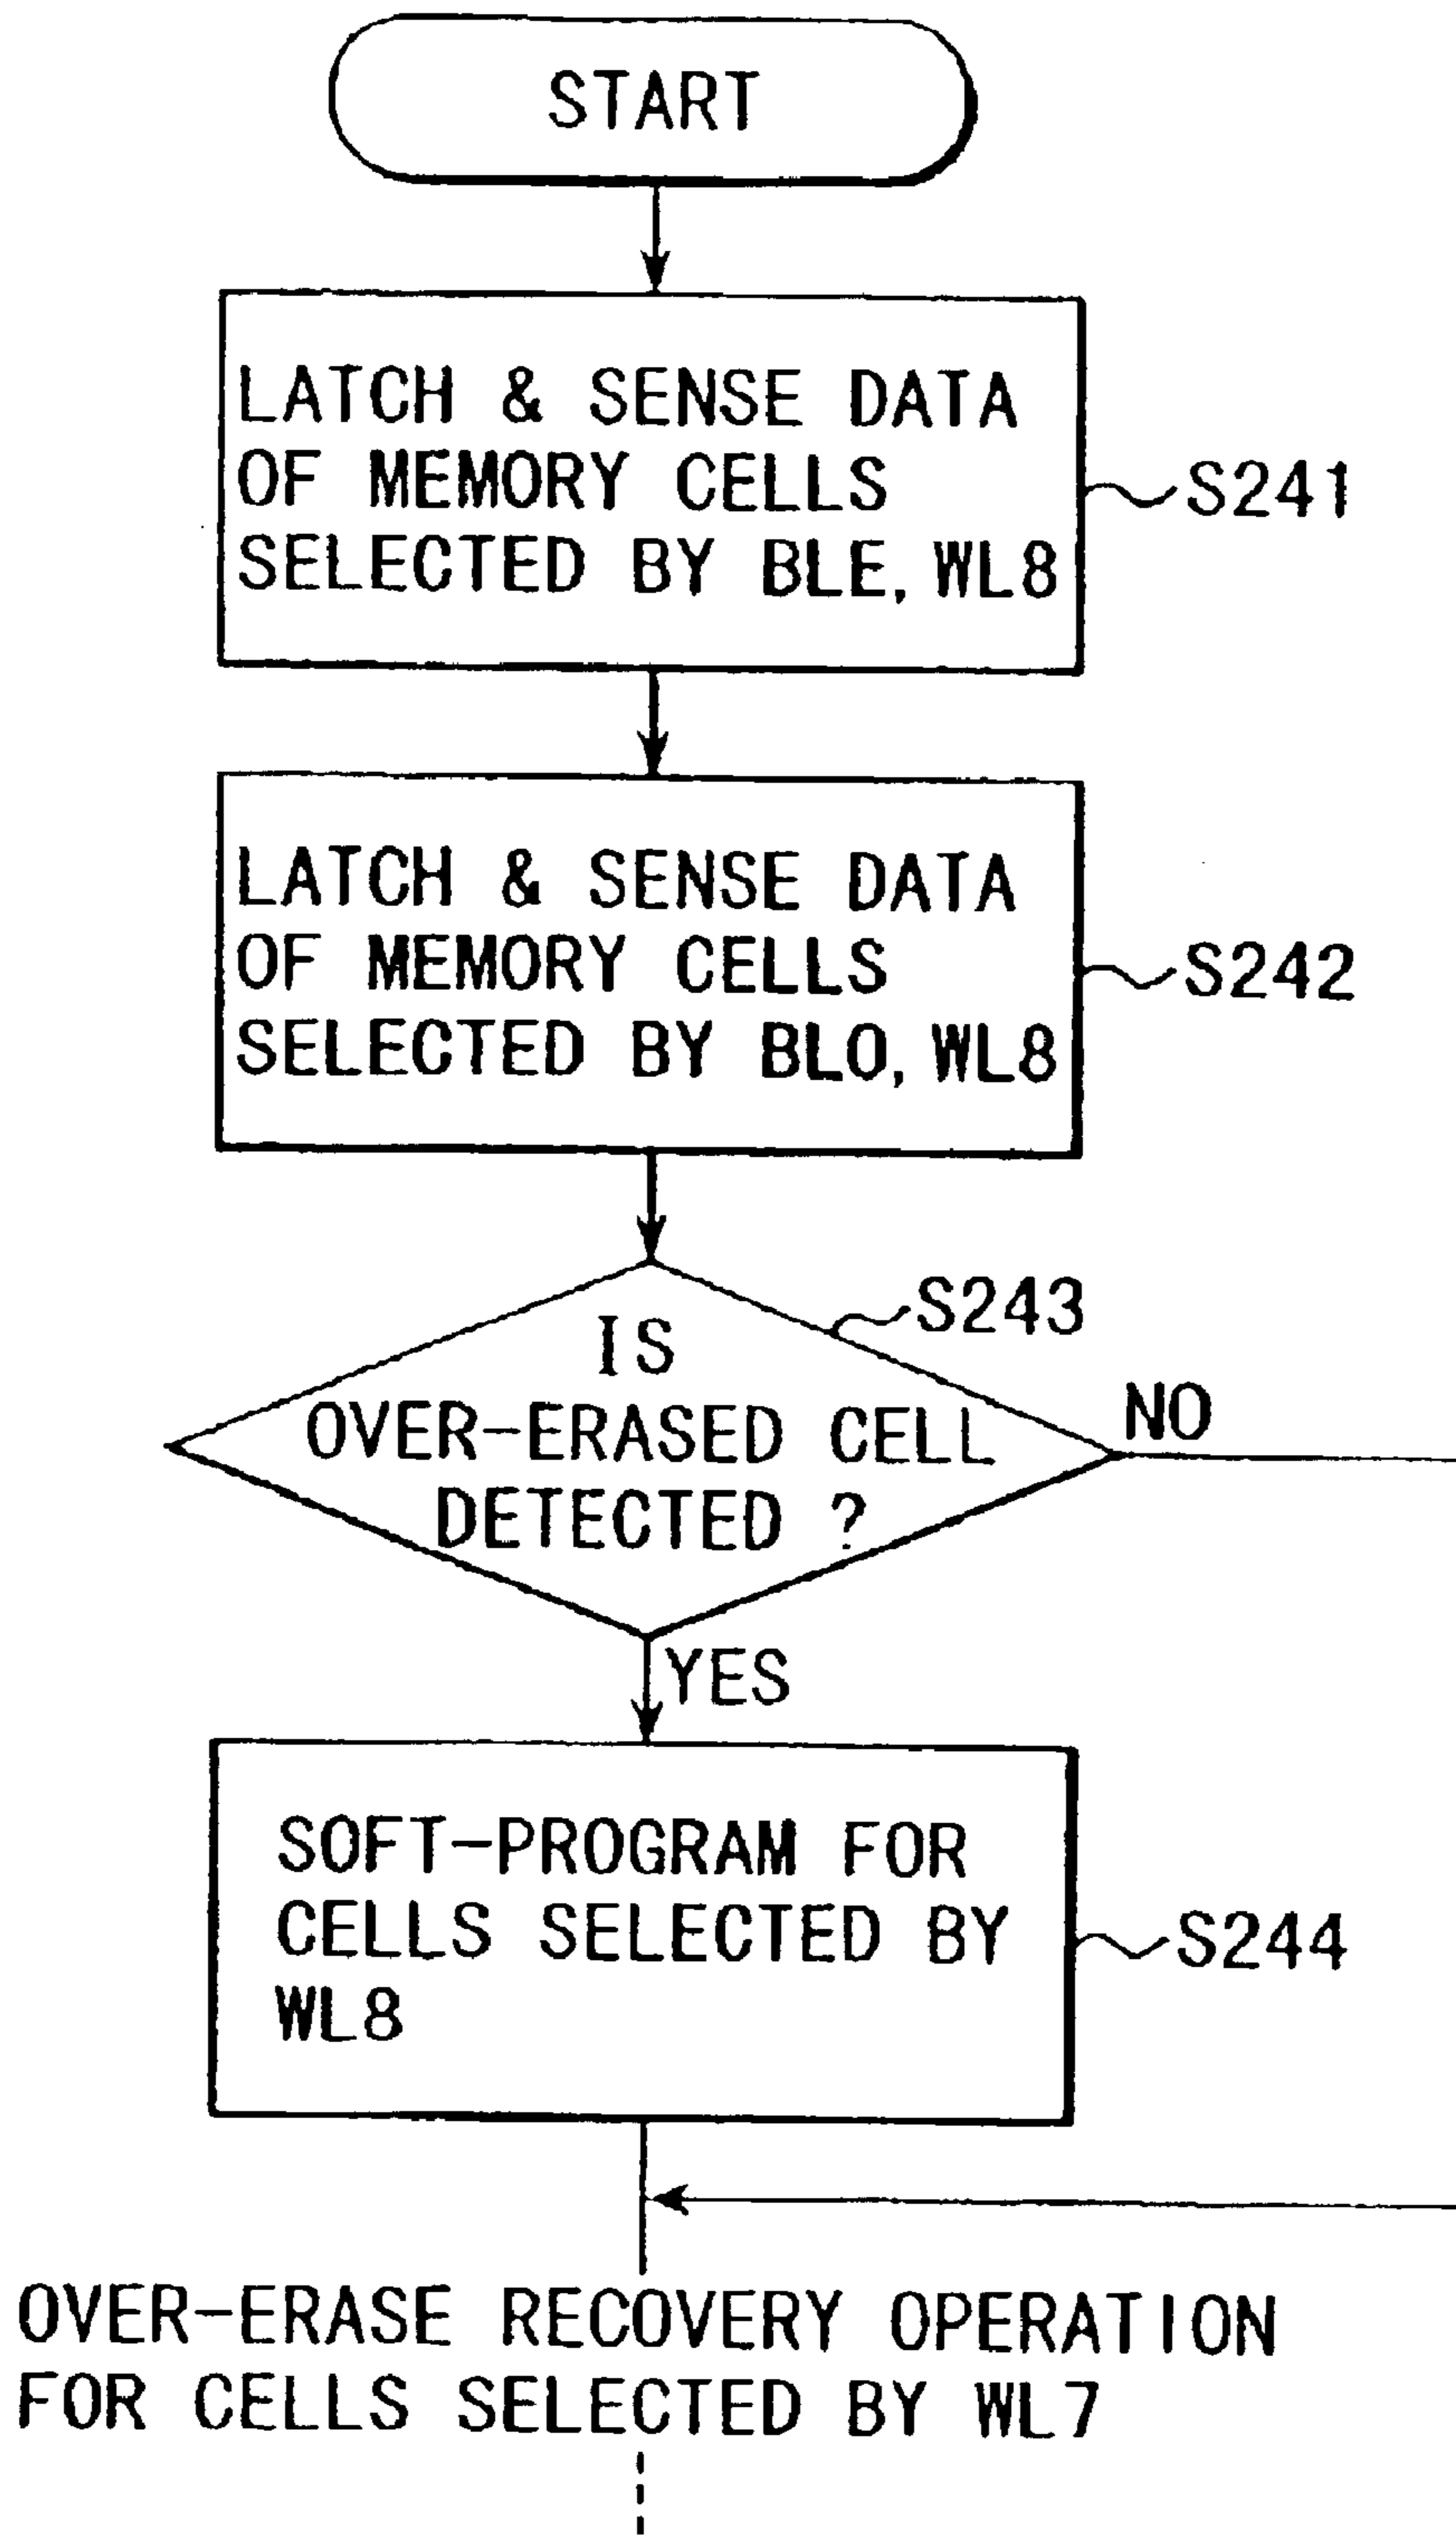 START
LATCH & SENSE DATA
OF MEMORY CELLS
SELECTED BY BLE, WL8
S241
LATCH & SENSE DATA
OF MEMORY CELLS
SELECTED BY BLO, WL8
S242
S243
IS
OVER-ERASED CELL
DETECTED ?
NO
YES
SOFT-PROGRAM FOR
CELLS SELECTED BY
WL8
S244
OVER-ERASE RECOVERY OPERATION
FOR CELLS SELECTED BY WL7